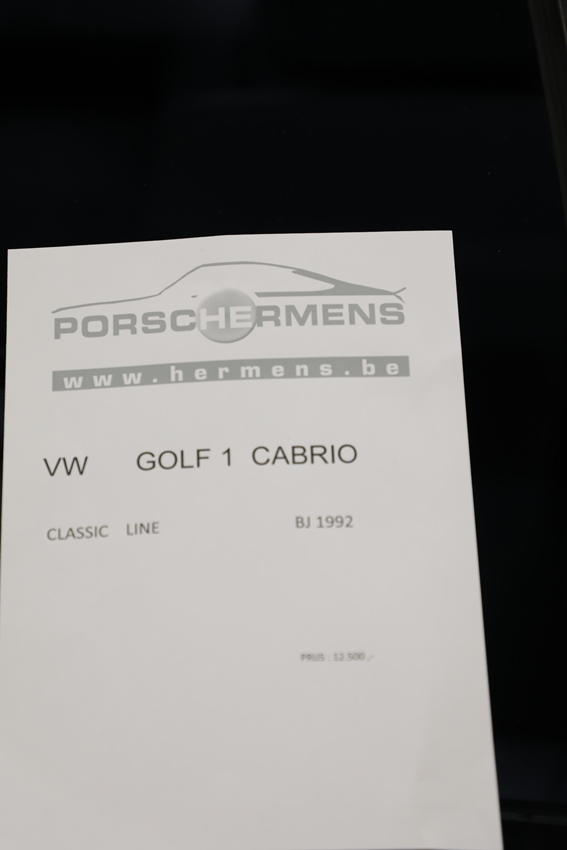 PORSCHERMENS
www.hermens.be
VW GOLF 1 CABRIO
CLASSIC LINE BJ 1992
PRIJS : 12.500,-